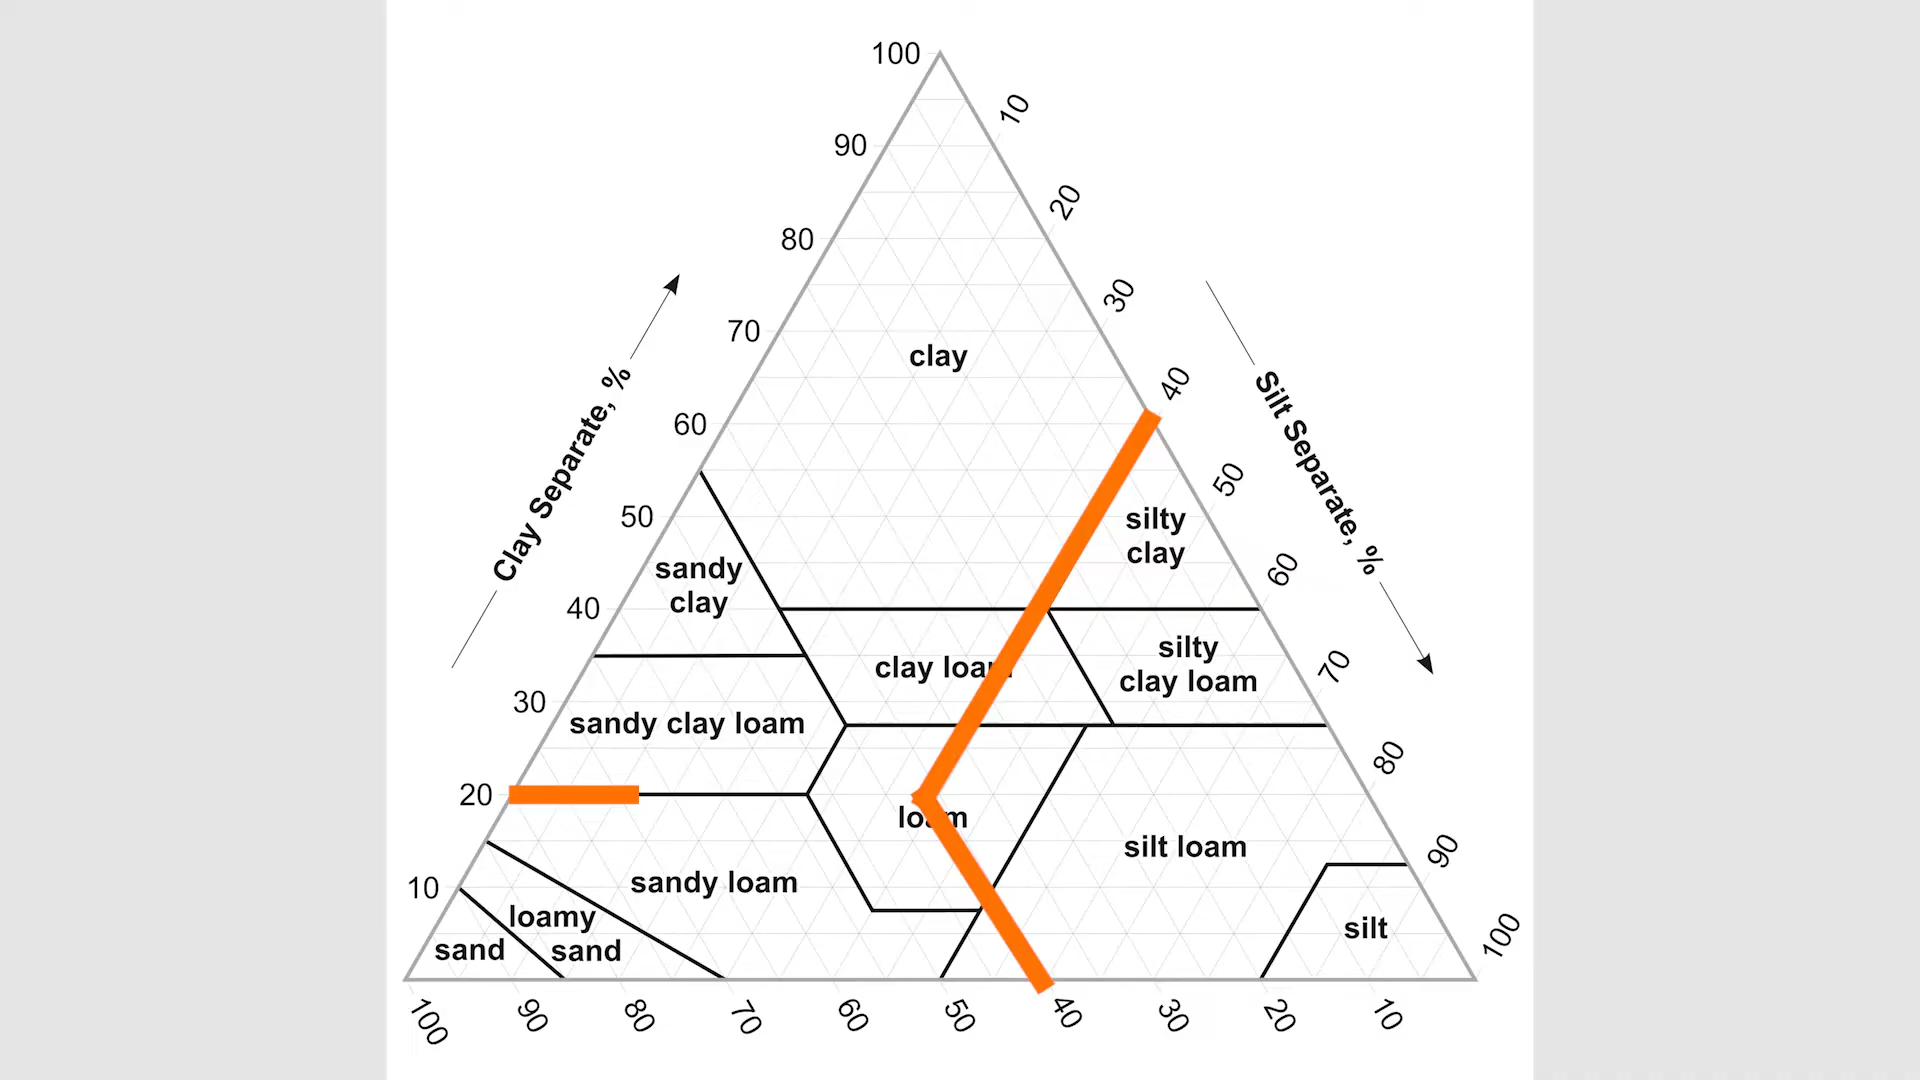 100
10
90
20
80
30
70
clay
40
60
50
silty
clay
50
sandy
clay
60
40
silty
clay loam
clay loam
70
30
sandy clay loam
80
20
loam
silt loam
90
10
sandy loam
loamy
sand
sand
silt
100
Clay Separate, %
Silt Separate, %
100
90
80
70
60
50
40
30
20
10